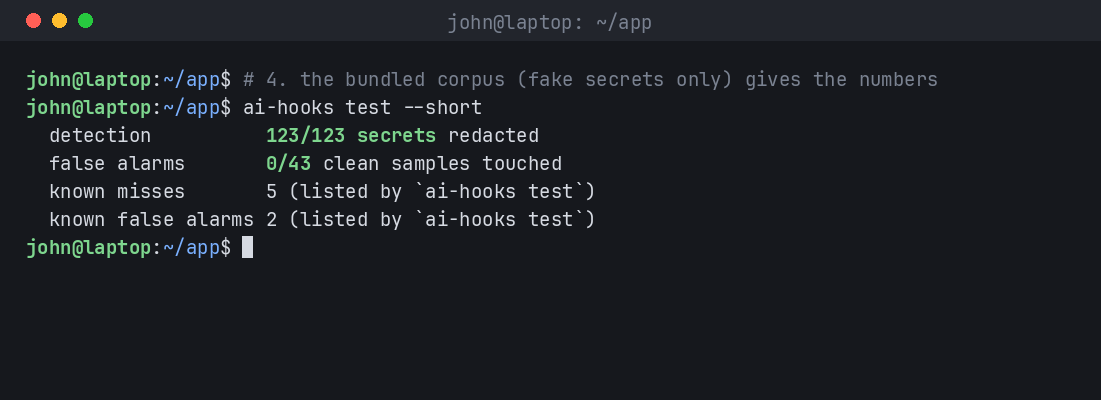 john@laptop: ~/app
john@laptop:~/app$ # 4. the bundled corpus (fake secrets only) gives the numbers
john@laptop:~/app$ ai-hooks test --short
  detection          123/123 secrets redacted
  false alarms       0/43 clean samples touched
  known misses       5 (listed by `ai-hooks test`)
  known false alarms 2 (listed by `ai-hooks test`)
john@laptop:~/app$